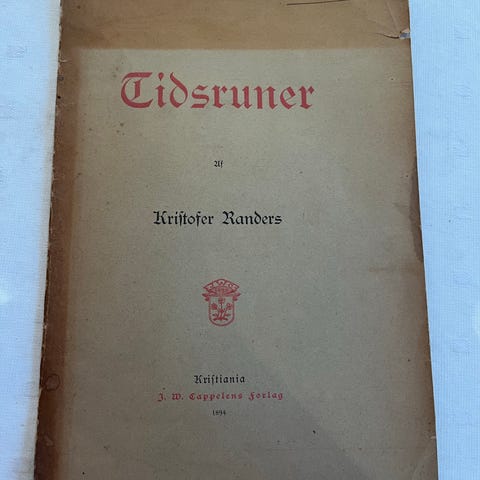 Tidsruner
Af
Kristofer Randers
Kristiania
J. W. Cappelens Forlag
1894